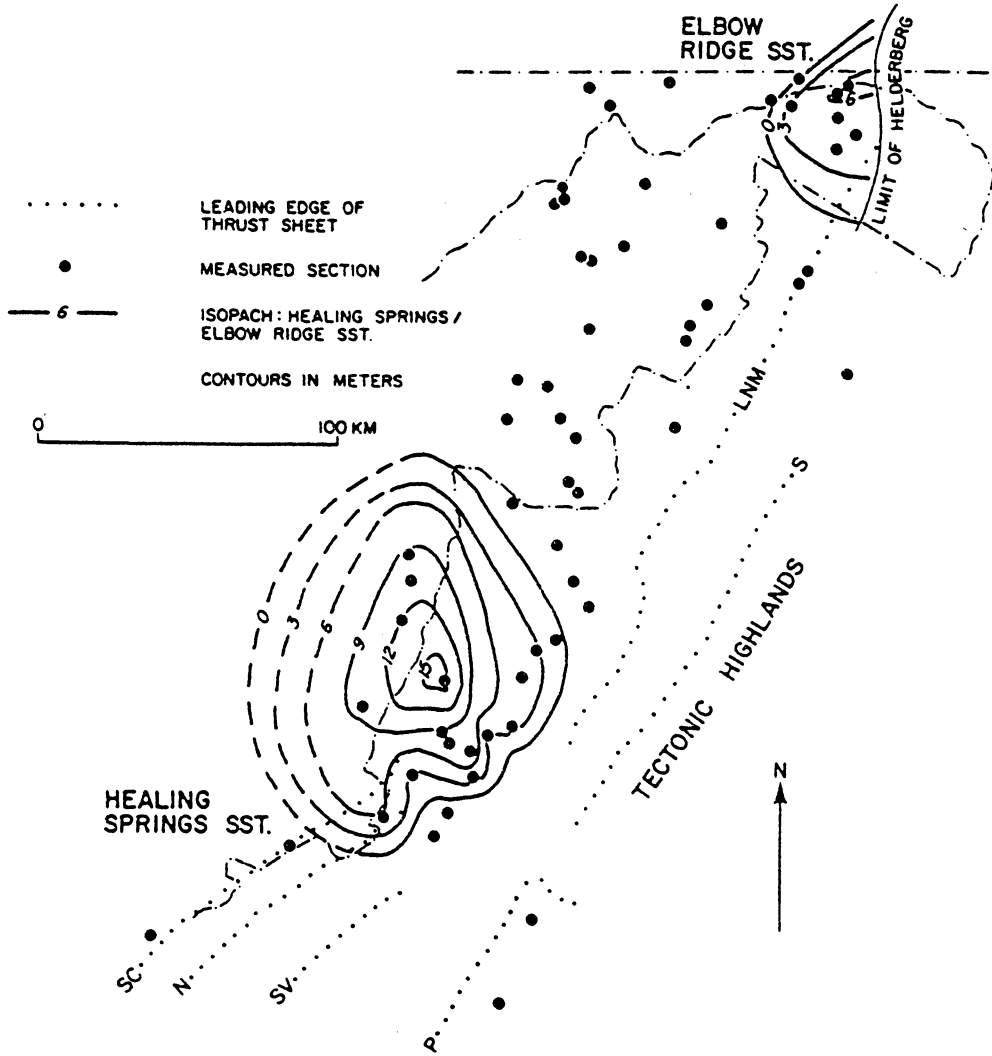 ELBOW
RIDGE SST.
LIMIT OF HELDERBERG
0
3
6
LEADING EDGE OF
THRUST SHEET
MEASURED SECTION
6
ISOPACH: HEALING SPRINGS /
ELBOW RIDGE SST.
CONTOURS IN METERS
0
100 KM
LNM
S
TECTONIC HIGHLANDS
0
3
6
9
12
15
N
HEALING
SPRINGS SST.
SC
N
SV
P